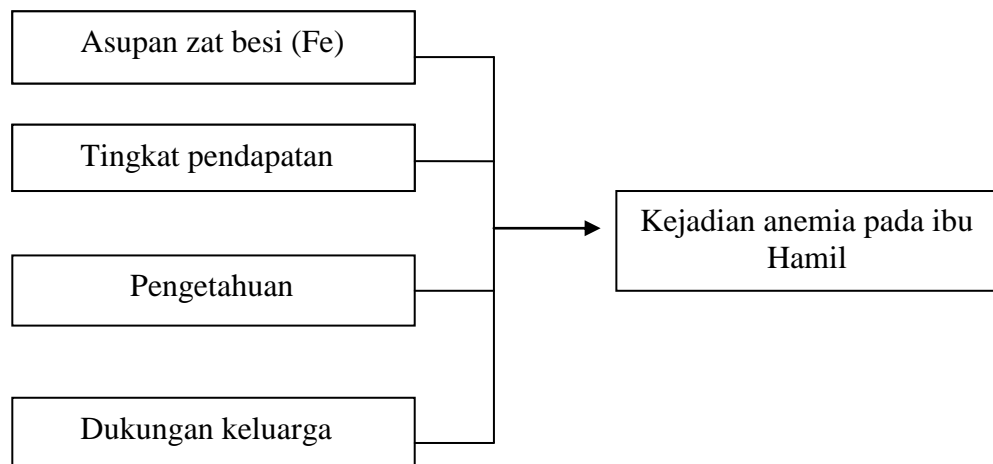 Asupan zat besi (Fe)
Tingkat pendapatan
Pengetahuan
Dukungan keluarga
Kejadian anemia pada ibu
Hamil